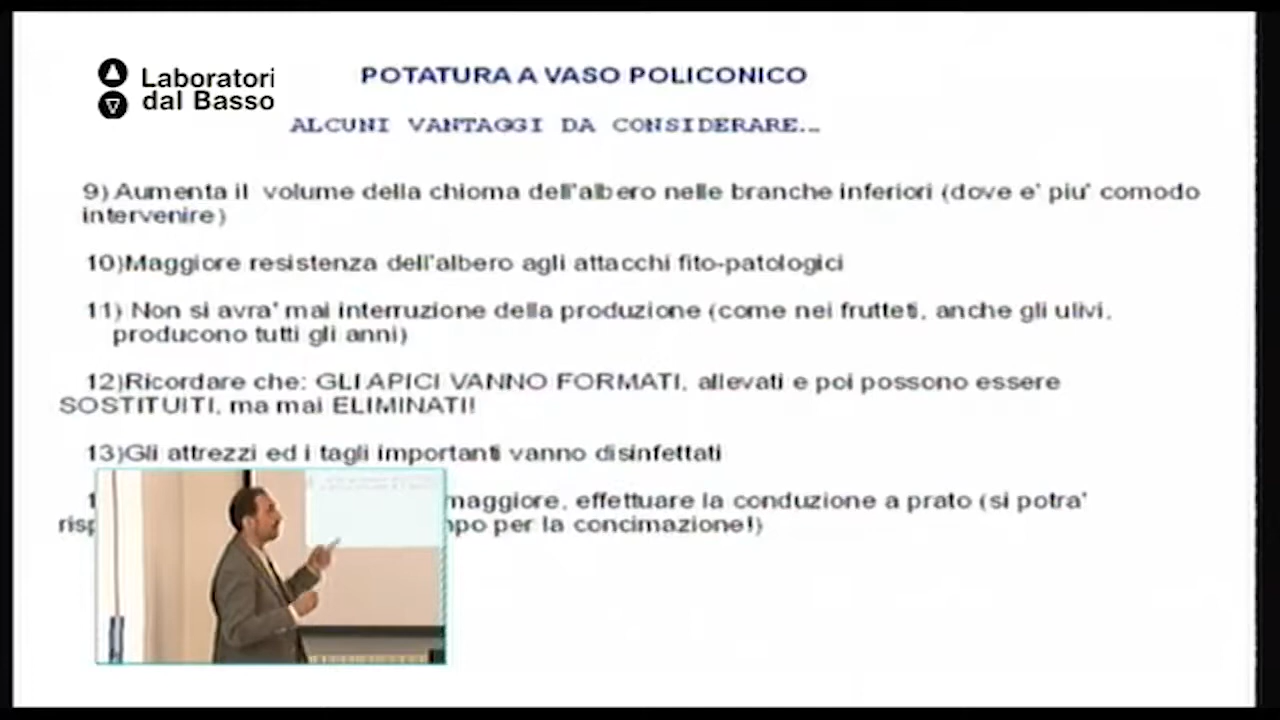 Laboratori
dal Basso
POTATURA A VASO POLICONICO
ALCUNI VANTAGGI DA CONSIDERARE...
9) Aumenta il volume della chioma dell'albero nelle branche inferiori (dove e' piu' comodo
intervenire)
10)Maggiore resistenza dell'albero agli attacchi fito-patologici
11) Non si avra' mai interruzione della produzione (come nei frutteti, anche gli ulivi,
producono tutti gli anni)
12)Ricordare che: GLI APICI VANNO FORMATI, allevati e poi possono essere
SOSTITUITI, ma mai ELIMINATI!
13)Gli attrezzi ed i tagli importanti vanno disinfettati
maggiore, effettuare la conduzione a prato (si potra'
per la concimazione!)